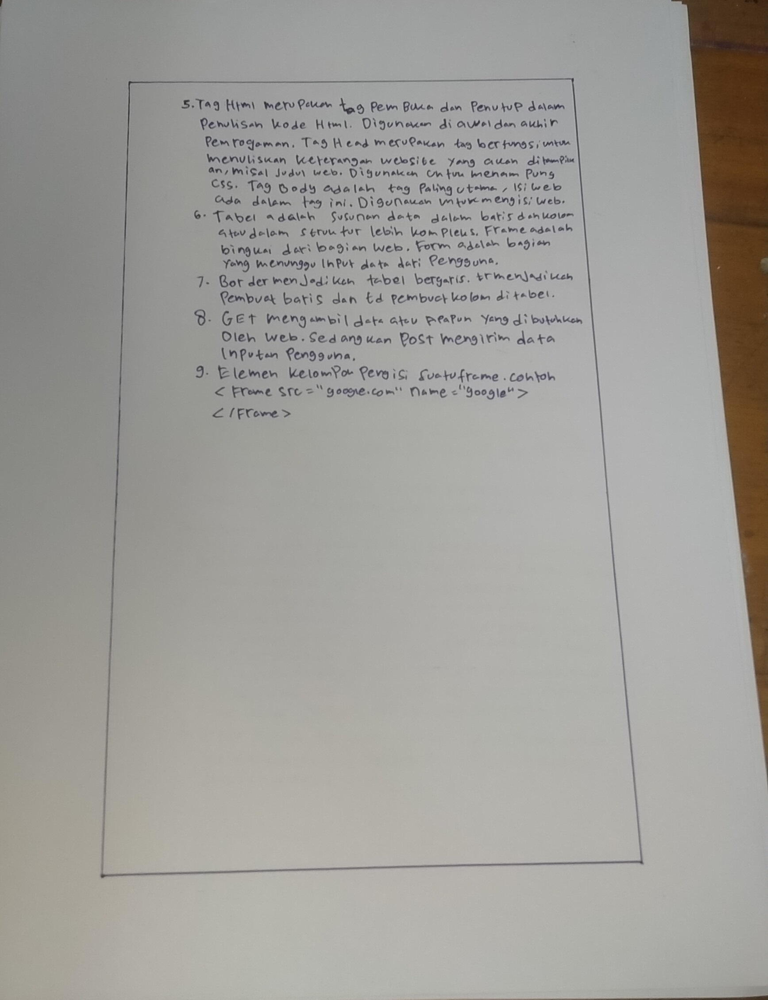 5. Tag Html merupakan tag pem Buka dan Penutup dalam
Penulisan kode Html. Digunakan di awal dan akhir
Pemrogaman. Tag Head merupakan tag berfungsi untuk
menuliskan keterangan website yang akan ditampilk
an, misal Judul web. Digunakan untuk menam Pung
css. Tag Body adalah tag Paling utama, isi web
ada dalam tag ini. Digunakan untuk mengisi web.
6. Tabel adalah susunan data dalam baris dan kolom
atau dalam struktur lebih kompleks. Frame adalah
bingkai dari bagian web. Form adalah bagian
yang menunggu Input data dari Pengguna.
7. Border menJadikan tabel bergaris. tr menJadikan
Pembuat baris dan td pembuat kolom ditabel.
8. GET mengambil data atau apapun yang dibutuhkan
Oleh web. Sedangkan Post mengirim data
Inputan Pengguna.
9. Elemen kelompok Pengisi suatu frame. contoh
< Frame src = "google.com" name = "google">
</Frame>